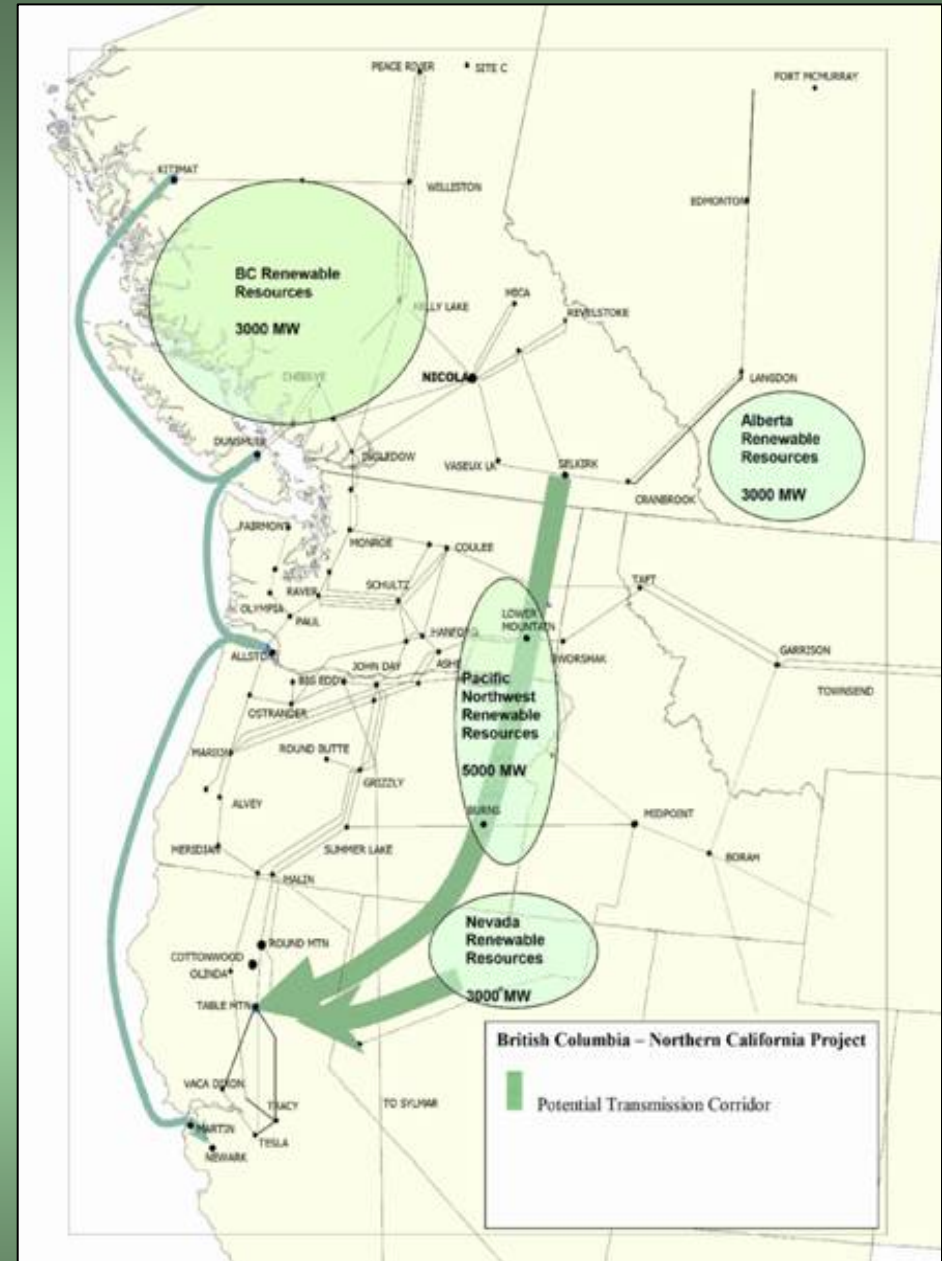 PEACE RIVER
SITE C
FORT MCMURRAY
KITIMAT
WILLISTON
EDMONTON
BC Renewable
Resources
3000 MW
MICA
KELLY LAKE
REVELSTOKE
CHEEKYE
NICOLA
LANGDON
Alberta
Renewable
Resources
3000 MW
DUNSMUIR
INGLEDOW
VASEUX LK
SELKIRK
CRANBROOK
FAIRMONT
MONROE
COULEE
SCHULTZ
RAVER
TAFT
OLYMPIA
PAUL
LOWER
MOUNTAIN
HANFORD
ALLSTON
ASHE
DWORSHAK
GARRISON
JOHN DAY
BIG EDDY
Pacific
Northwest
Renewable
Resources
5000 MW
TOWNSEND
OSTRANDER
MARION
ROUND BUTTE
GRIZZLY
ALVEY
BURNS
MIDPOINT
MERIDIAN
SUMMER LAKE
BORAH
MALIN
Nevada
Renewable
Resources
3000 MW
ROUND MTN
COTTONWOOD
OLINDA
TABLE MTN
British Columbia – Northern California Project
Potential Transmission Corridor
VACA DIXON
TRACY
TO SYLMAR
MARTIN
TESLA
NEWARK